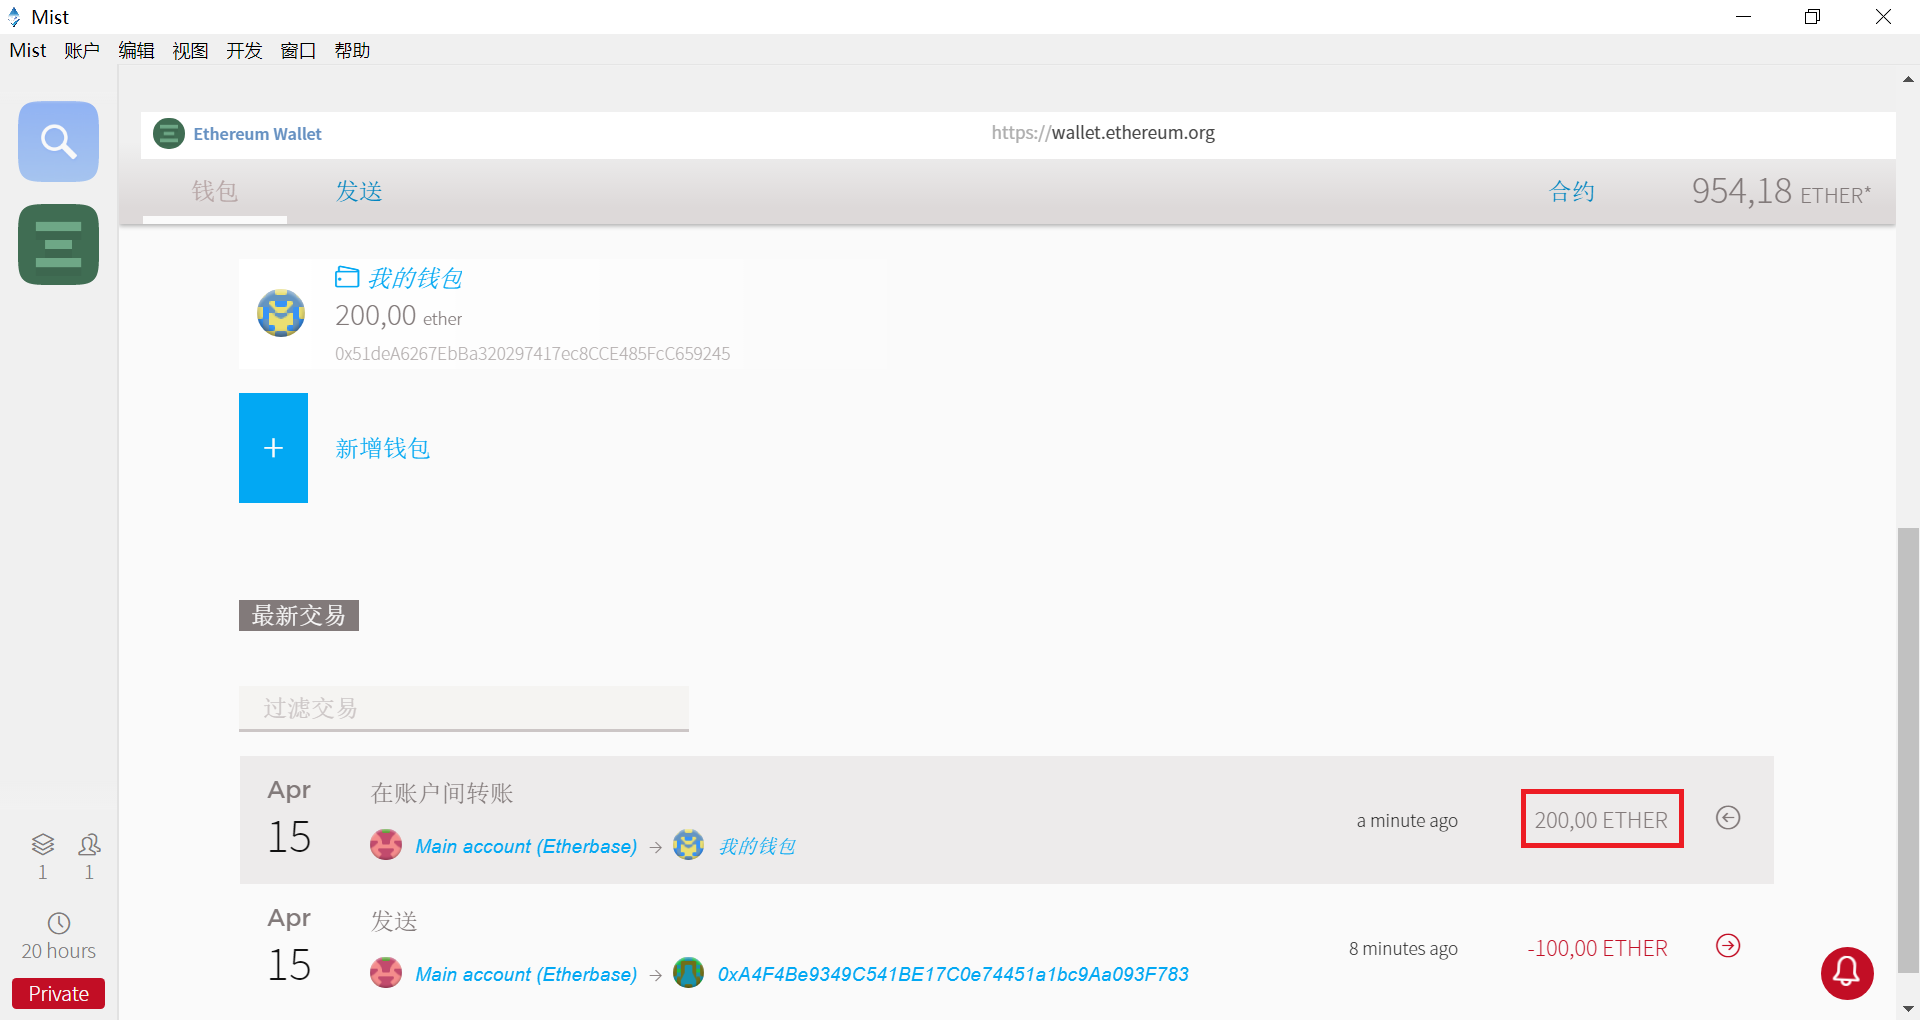 Mist
Mist 账户 编辑 视图 开发 窗口 帮助
Ethereum Wallet https://wallet.ethereum.org
钱包 发送 合约 954,18 ETHER*
我的钱包
200,00 ether
0x51deA6267EbBa320297417ec8CCE485FcC659245
+ 新增钱包
最新交易
过滤交易
Apr 15
在账户间转账
Main account (Etherbase) → 我的钱包
a minute ago
200,00 ETHER
Apr 15
发送
Main account (Etherbase) → 0xA4F4Be9349C541BE17C0e74451a1bc9Aa093F783
8 minutes ago
-100,00 ETHER
1 1
20 hours
Private